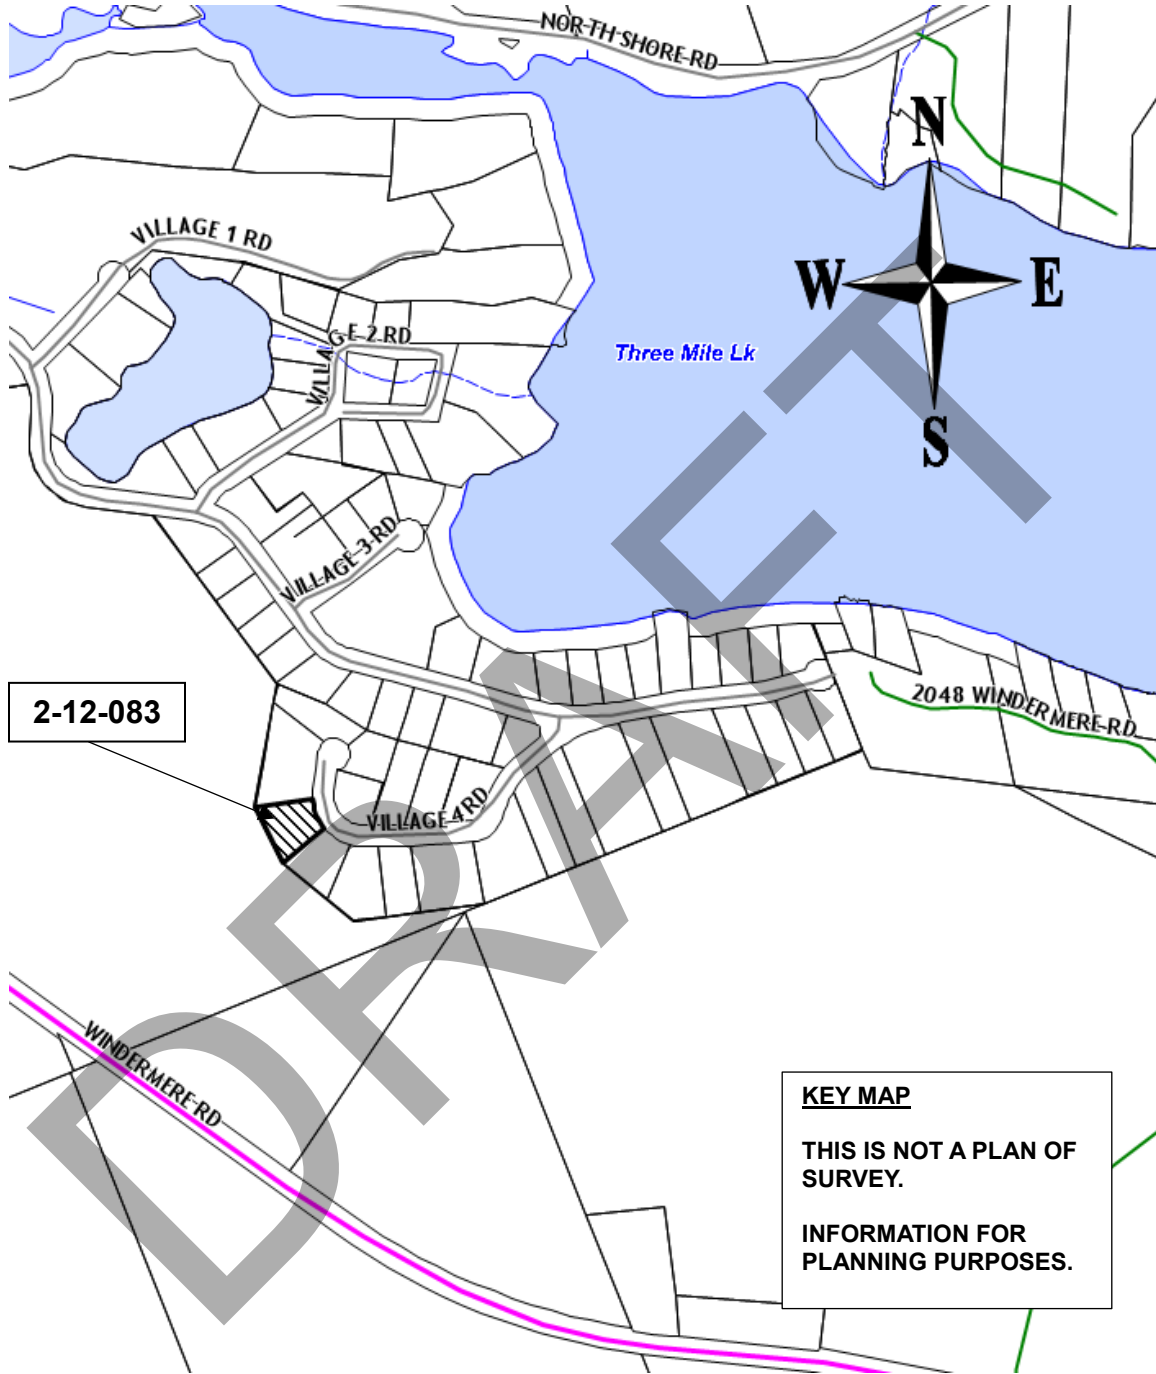 NORTH SHORE RD
N
VILLAGE 1 RD
W
E
VILLAGE 2 RD
Three Mile Lk
S
VILLAGE 3 RD
2-12-083
2048 WINDERMERE RD
VILLAGE 4 RD
WINDERMERE RD
DRAFT
KEY MAP
THIS IS NOT A PLAN OF
SURVEY.
INFORMATION FOR
PLANNING PURPOSES.